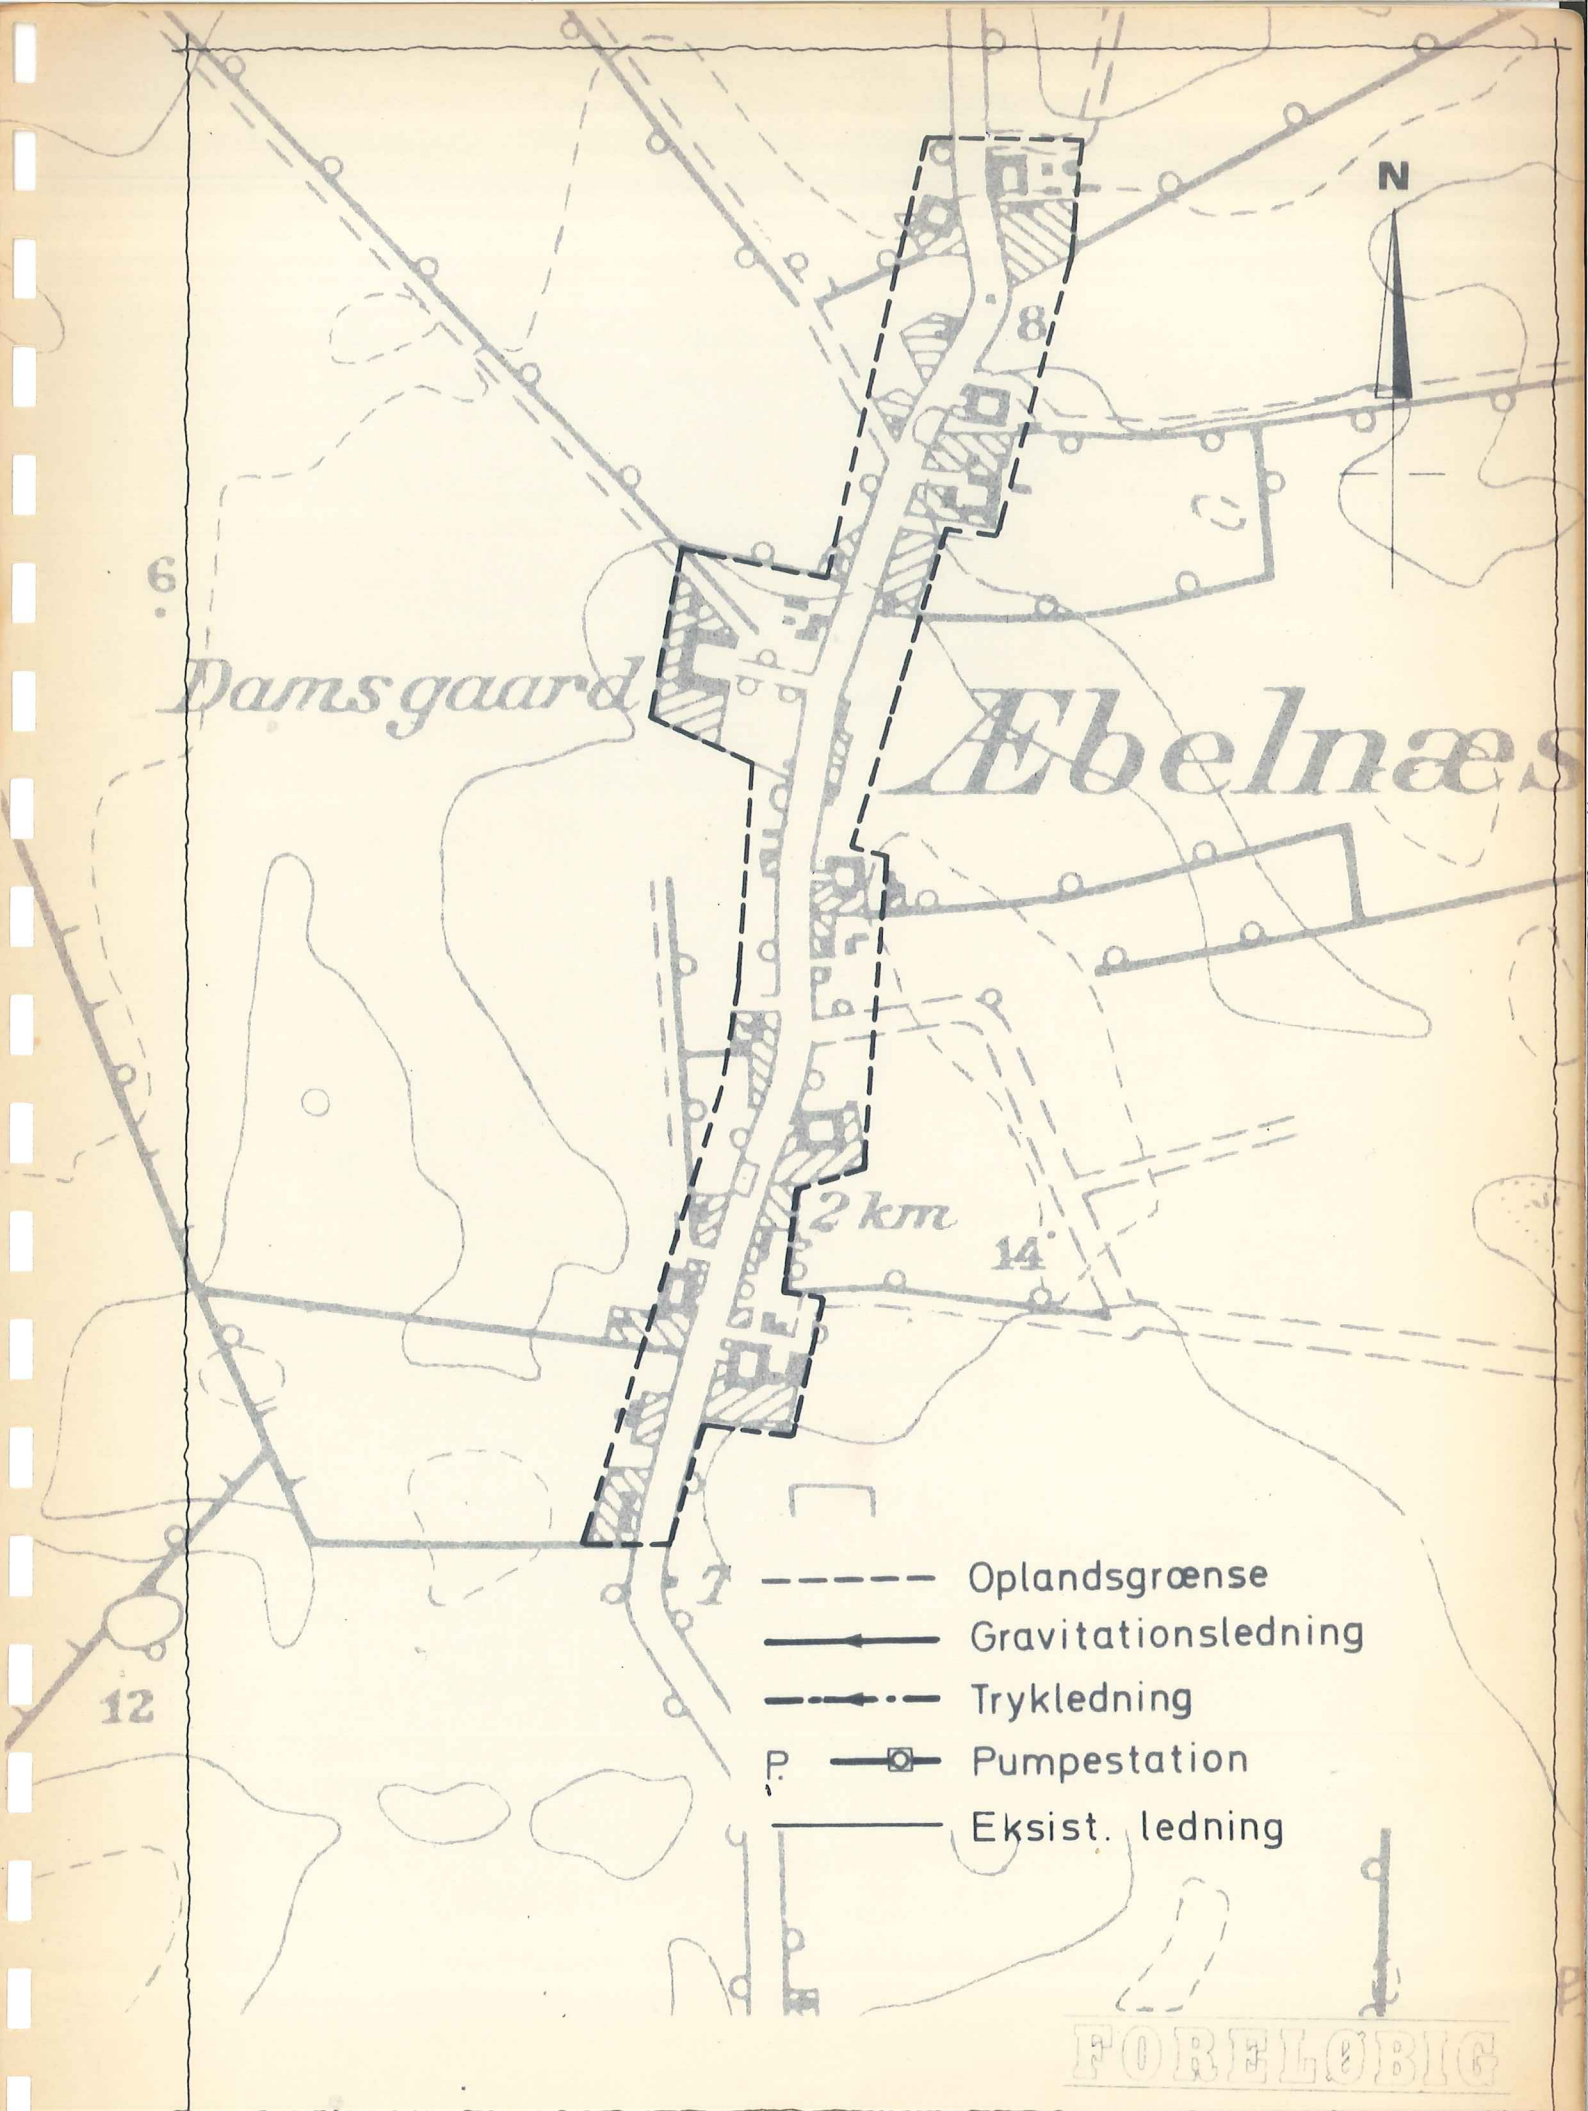 N
8
6
Damsgaard
Æbelnæs
2 km
14
7
Oplandsgrænse
Gravitationsledning
12
Trykledning
P. Pumpestation
Eksist. ledning
FORELØBIG